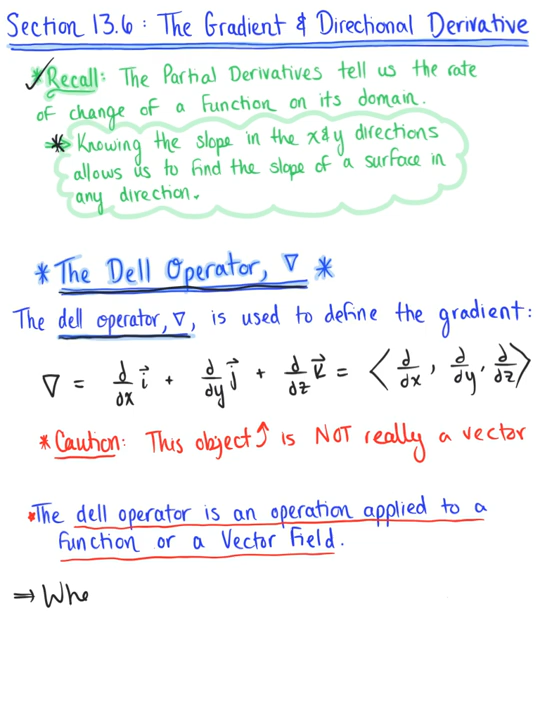 Section 13.6: The Gradient & Directional Derivative
*Recall: The Partial Derivatives tell us the rate
of change of a Function on its domain.
* Knowing the slope in the x & y directions
allows us to find the slope of a surface in
any direction.
* The Dell Operator, ∇ *
The dell operator, ∇, is used to define the gradient:
∇ = d/dx i⃗ + d/dy j⃗ + d/dz k⃗ = ⟨d/dx, d/dy, d/dz⟩
*Caution: This object↑ is NOT really a vector
*The dell operator is an operation applied to a
function or a Vector Field.
⇒ Whe